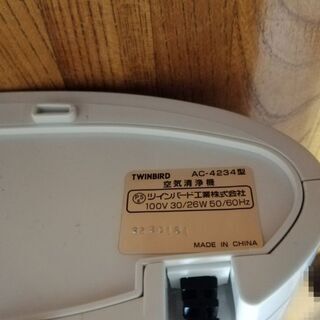 TWINBIRD AC-4234型
空気清浄機
ツインバード工業株式会社
100V 30/26W 50/60Hz
MADE IN CHINA